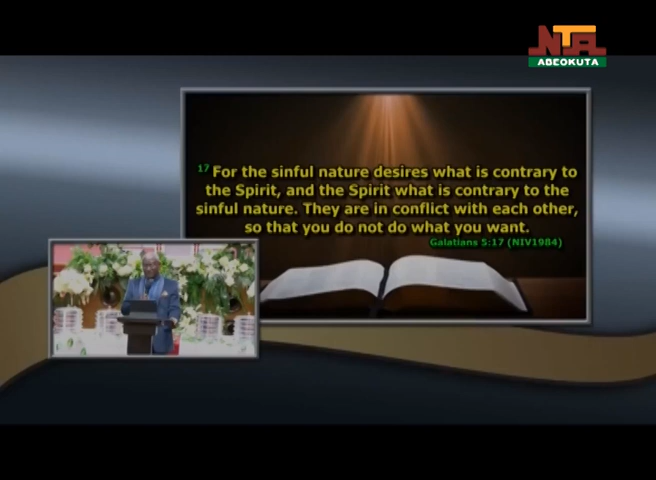 NTA
ABEOKUTA
17 For the sinful nature desires what is contrary to
the Spirit, and the Spirit what is contrary to the
sinful nature. They are in conflict with each other,
so that you do not do what you want.
Galatians 5:17 (NIV1984)